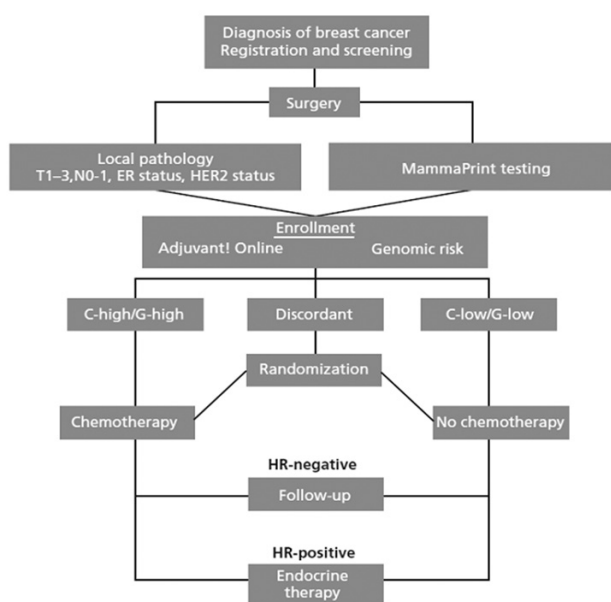 Diagnosis of breast cancer
Registration and screening
Surgery
Local pathology
T1–3,N0-1, ER status, HER2 status
MammaPrint testing
Enrollment
Adjuvant! Online
Genomic risk
C-high/G-high
Discordant
C-low/G-low
Randomization
Chemotherapy
No chemotherapy
HR-negative
Follow-up
HR-positive
Endocrine
therapy